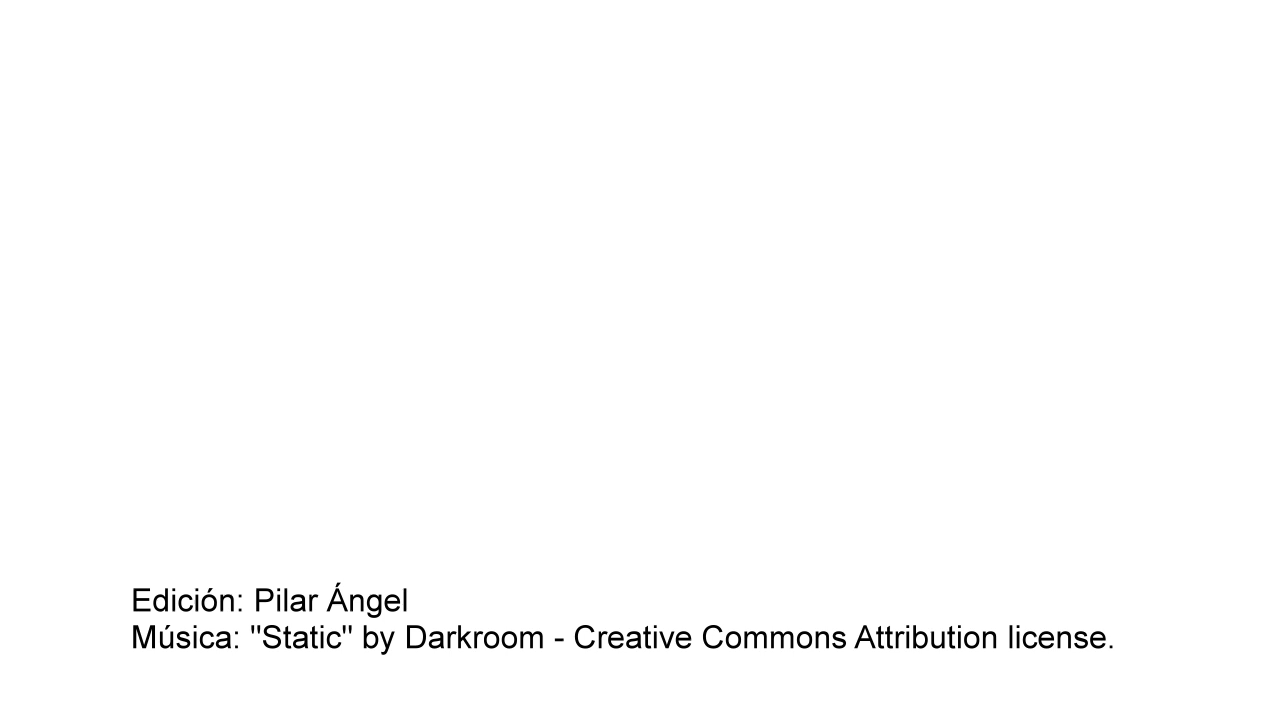 Edición: Pilar Ángel
Música: "Static" by Darkroom - Creative Commons Attribution license.